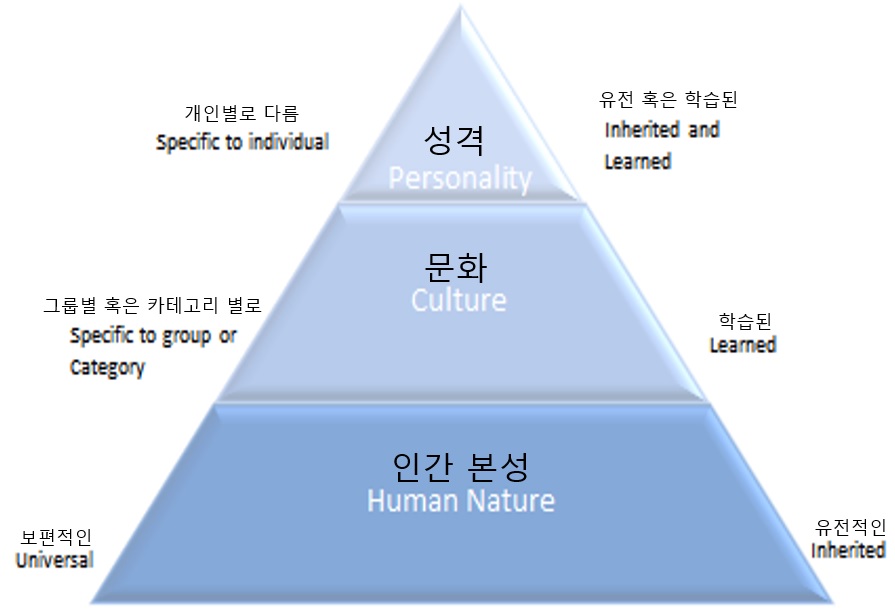 개인별로 다름
Specific to individual
유전 혹은 학습된
Inherited and
Learned
성격
Personality
그룹별 혹은 카테고리 별로
Specific to group or
Category
문화
Culture
학습된
Learned
인간 본성
Human Nature
보편적인
Universal
유전적인
Inherited